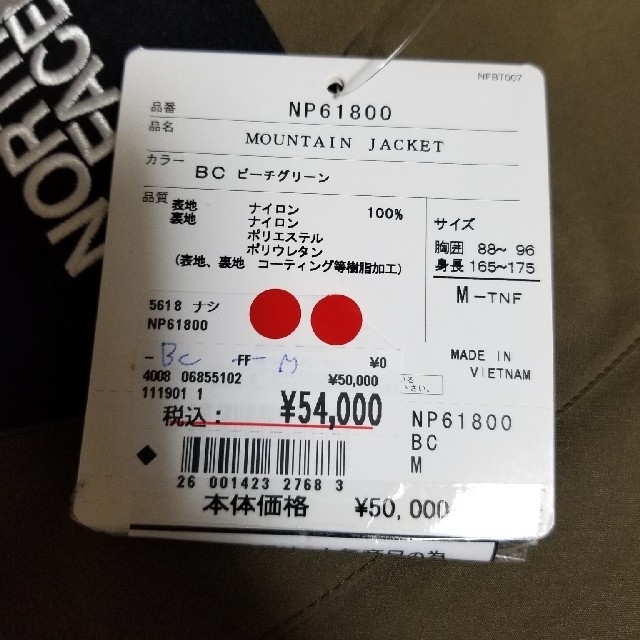 NORTH
FACE
NFBT007
品番 NP61800
品名 MOUNTAIN JACKET
カラー BC ビーチグリーン
品質 表地 ナイロン 100%
裏地 ナイロン
ポリエステル
ポリウレタン
(表地、裏地 コーティング等樹脂加工)
サイズ
胸囲 88~ 96
身長 165~175
M-TNF
5618 ナシ
NP61800
MADE IN
VIETNAM
- BC -FF- M ¥0
4008 06855102 ¥50,000
111901 1
税込: ¥54,000
NP61800
BC
M
26 001423 2768 3
本体価格 ¥50,000